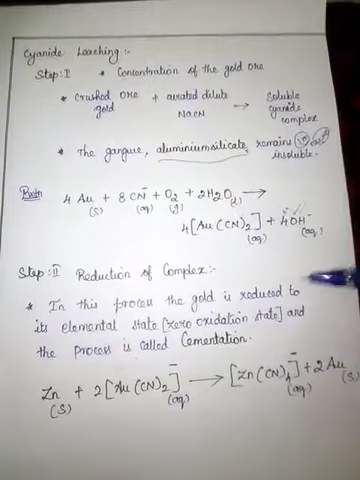 Cyanide Leaching :-
Step : I * Concentration of the gold ore
* crushed ore + aerated dilute → Soluble
gold NaCN cyanide
complex
* The gangue, aluminiumsilicate remains
insoluble.
Rxtn 4 Au + 8 CN⁻ + O₂ + 2H₂O →
(s) (aq) (g) (l)
4[Au(CN)₂]⁻ + 4OH⁻
(aq) (aq)
Step : II Reduction of Complex :-
* In this process the gold is reduced to
its elemental state [zero oxidation state] and
the process is called Cementation.
Zn + 2[Au(CN)₂]⁻ → [Zn(CN)₄]⁻ + 2 Au
(s) (aq) (aq) (s)